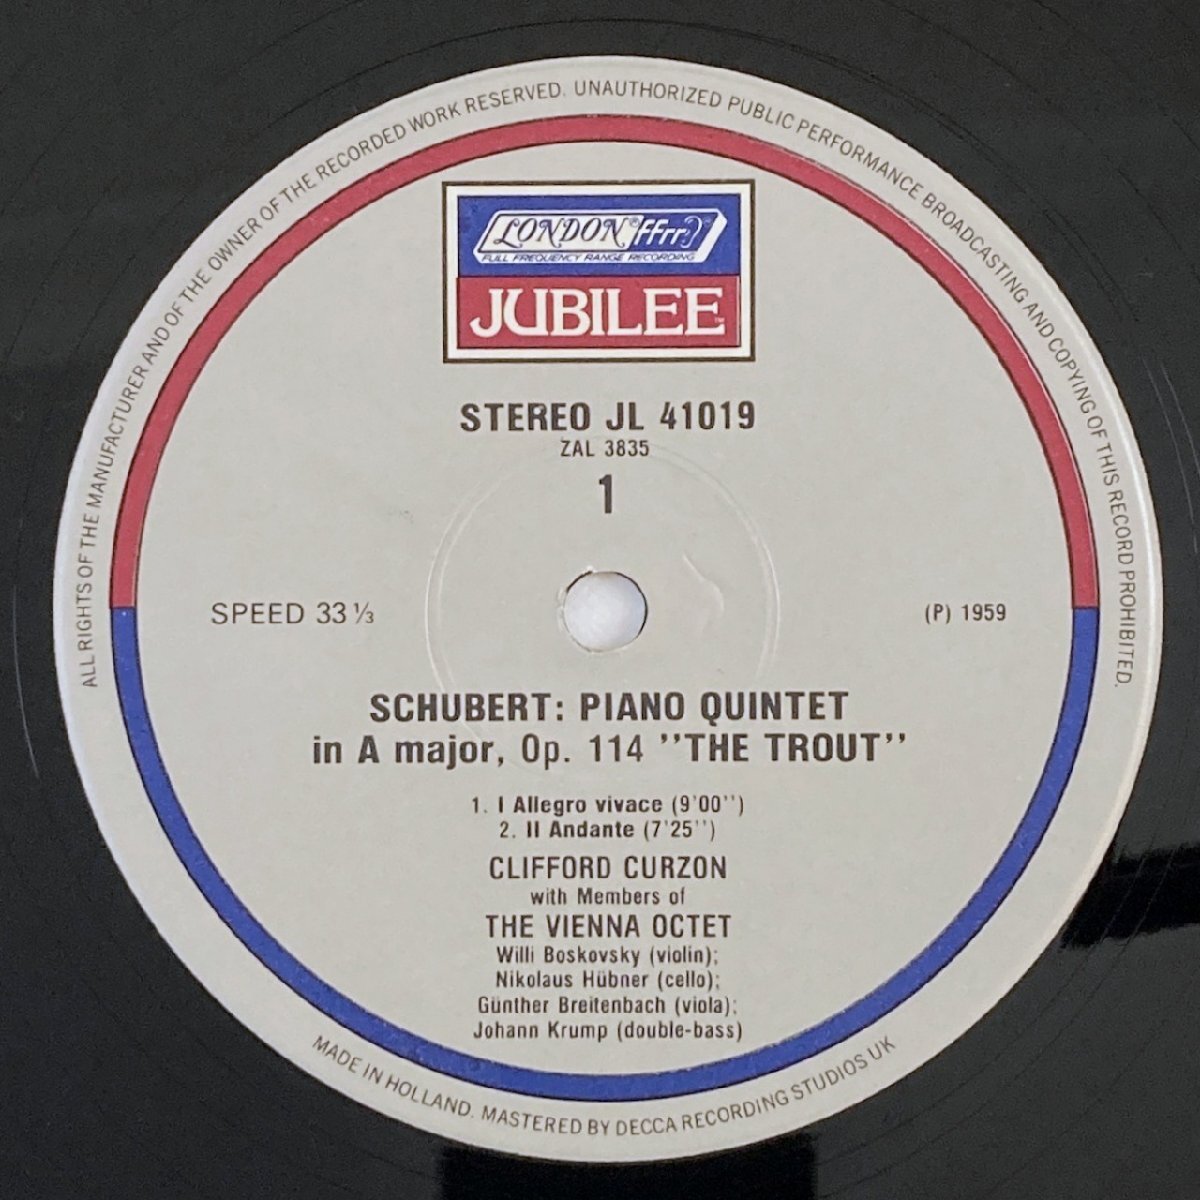 ALL RIGHTS OF THE MANUFACTURER AND OF THE OWNER OF THE RECORDED WORK RESERVED. UNAUTHORIZED PUBLIC PERFORMANCE BROADCASTING AND COPYING OF THIS RECORD PROHIBITED.
LONDON® ffrr®
FULL FREQUENCY RANGE RECORDING
JUBILEE™
STEREO JL 41019
ZAL 3835
1
SPEED 33 ⅓
(P) 1959
SCHUBERT: PIANO QUINTET
in A major, Op. 114 ’’THE TROUT’’
1. I Allegro vivace (9'00'')
2. II Andante (7'25'')
CLIFFORD CURZON
with Members of
THE VIENNA OCTET
Willi Boskovsky (violin);
Nikolaus Hübner (cello);
Günther Breitenbach (viola);
Johann Krump (double-bass)
MADE IN HOLLAND. MASTERED BY DECCA RECORDING STUDIOS UK